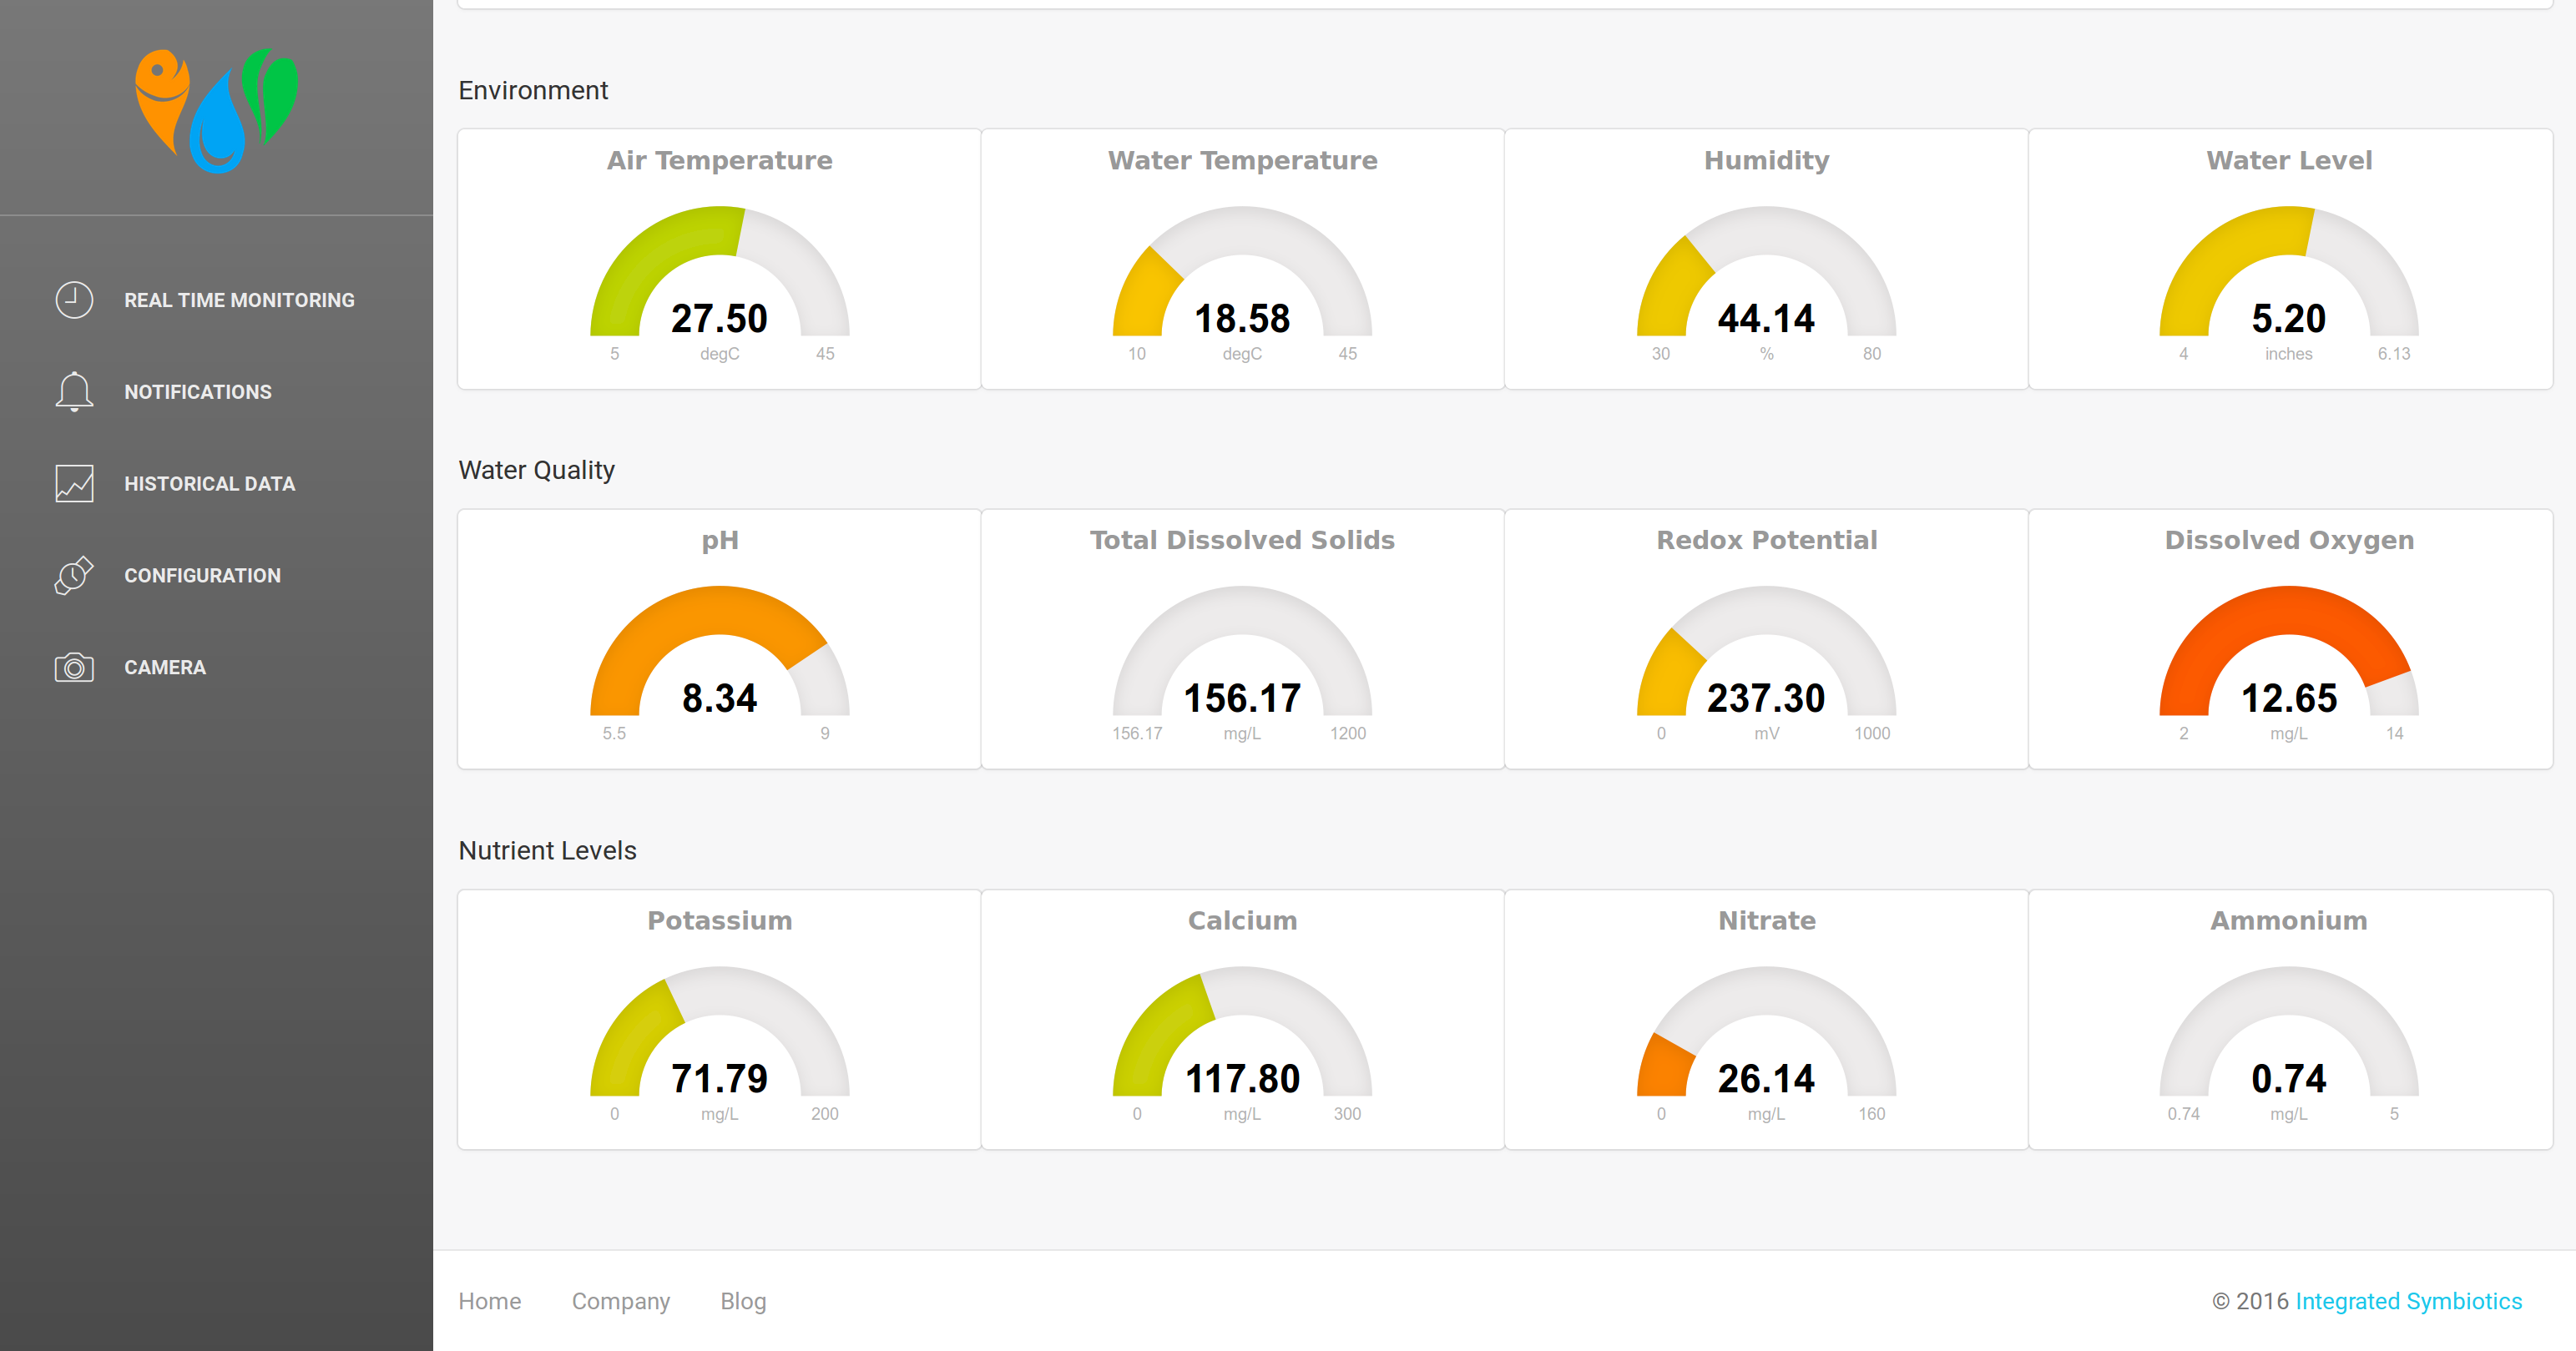 REAL TIME MONITORING
NOTIFICATIONS
HISTORICAL DATA
CONFIGURATION
CAMERA
Environment
Air Temperature
27.50
5 degC 45
Water Temperature
18.58
10 degC 45
Humidity
44.14
30 % 80
Water Level
5.20
4 inches 6.13
Water Quality
pH
8.34
5.5 9
Total Dissolved Solids
156.17
156.17 mg/L 1200
Redox Potential
237.30
0 mV 1000
Dissolved Oxygen
12.65
2 mg/L 14
Nutrient Levels
Potassium
71.79
0 mg/L 200
Calcium
117.80
0 mg/L 300
Nitrate
26.14
0 mg/L 160
Ammonium
0.74
0.74 mg/L 5
Home Company Blog
© 2016 Integrated Symbiotics